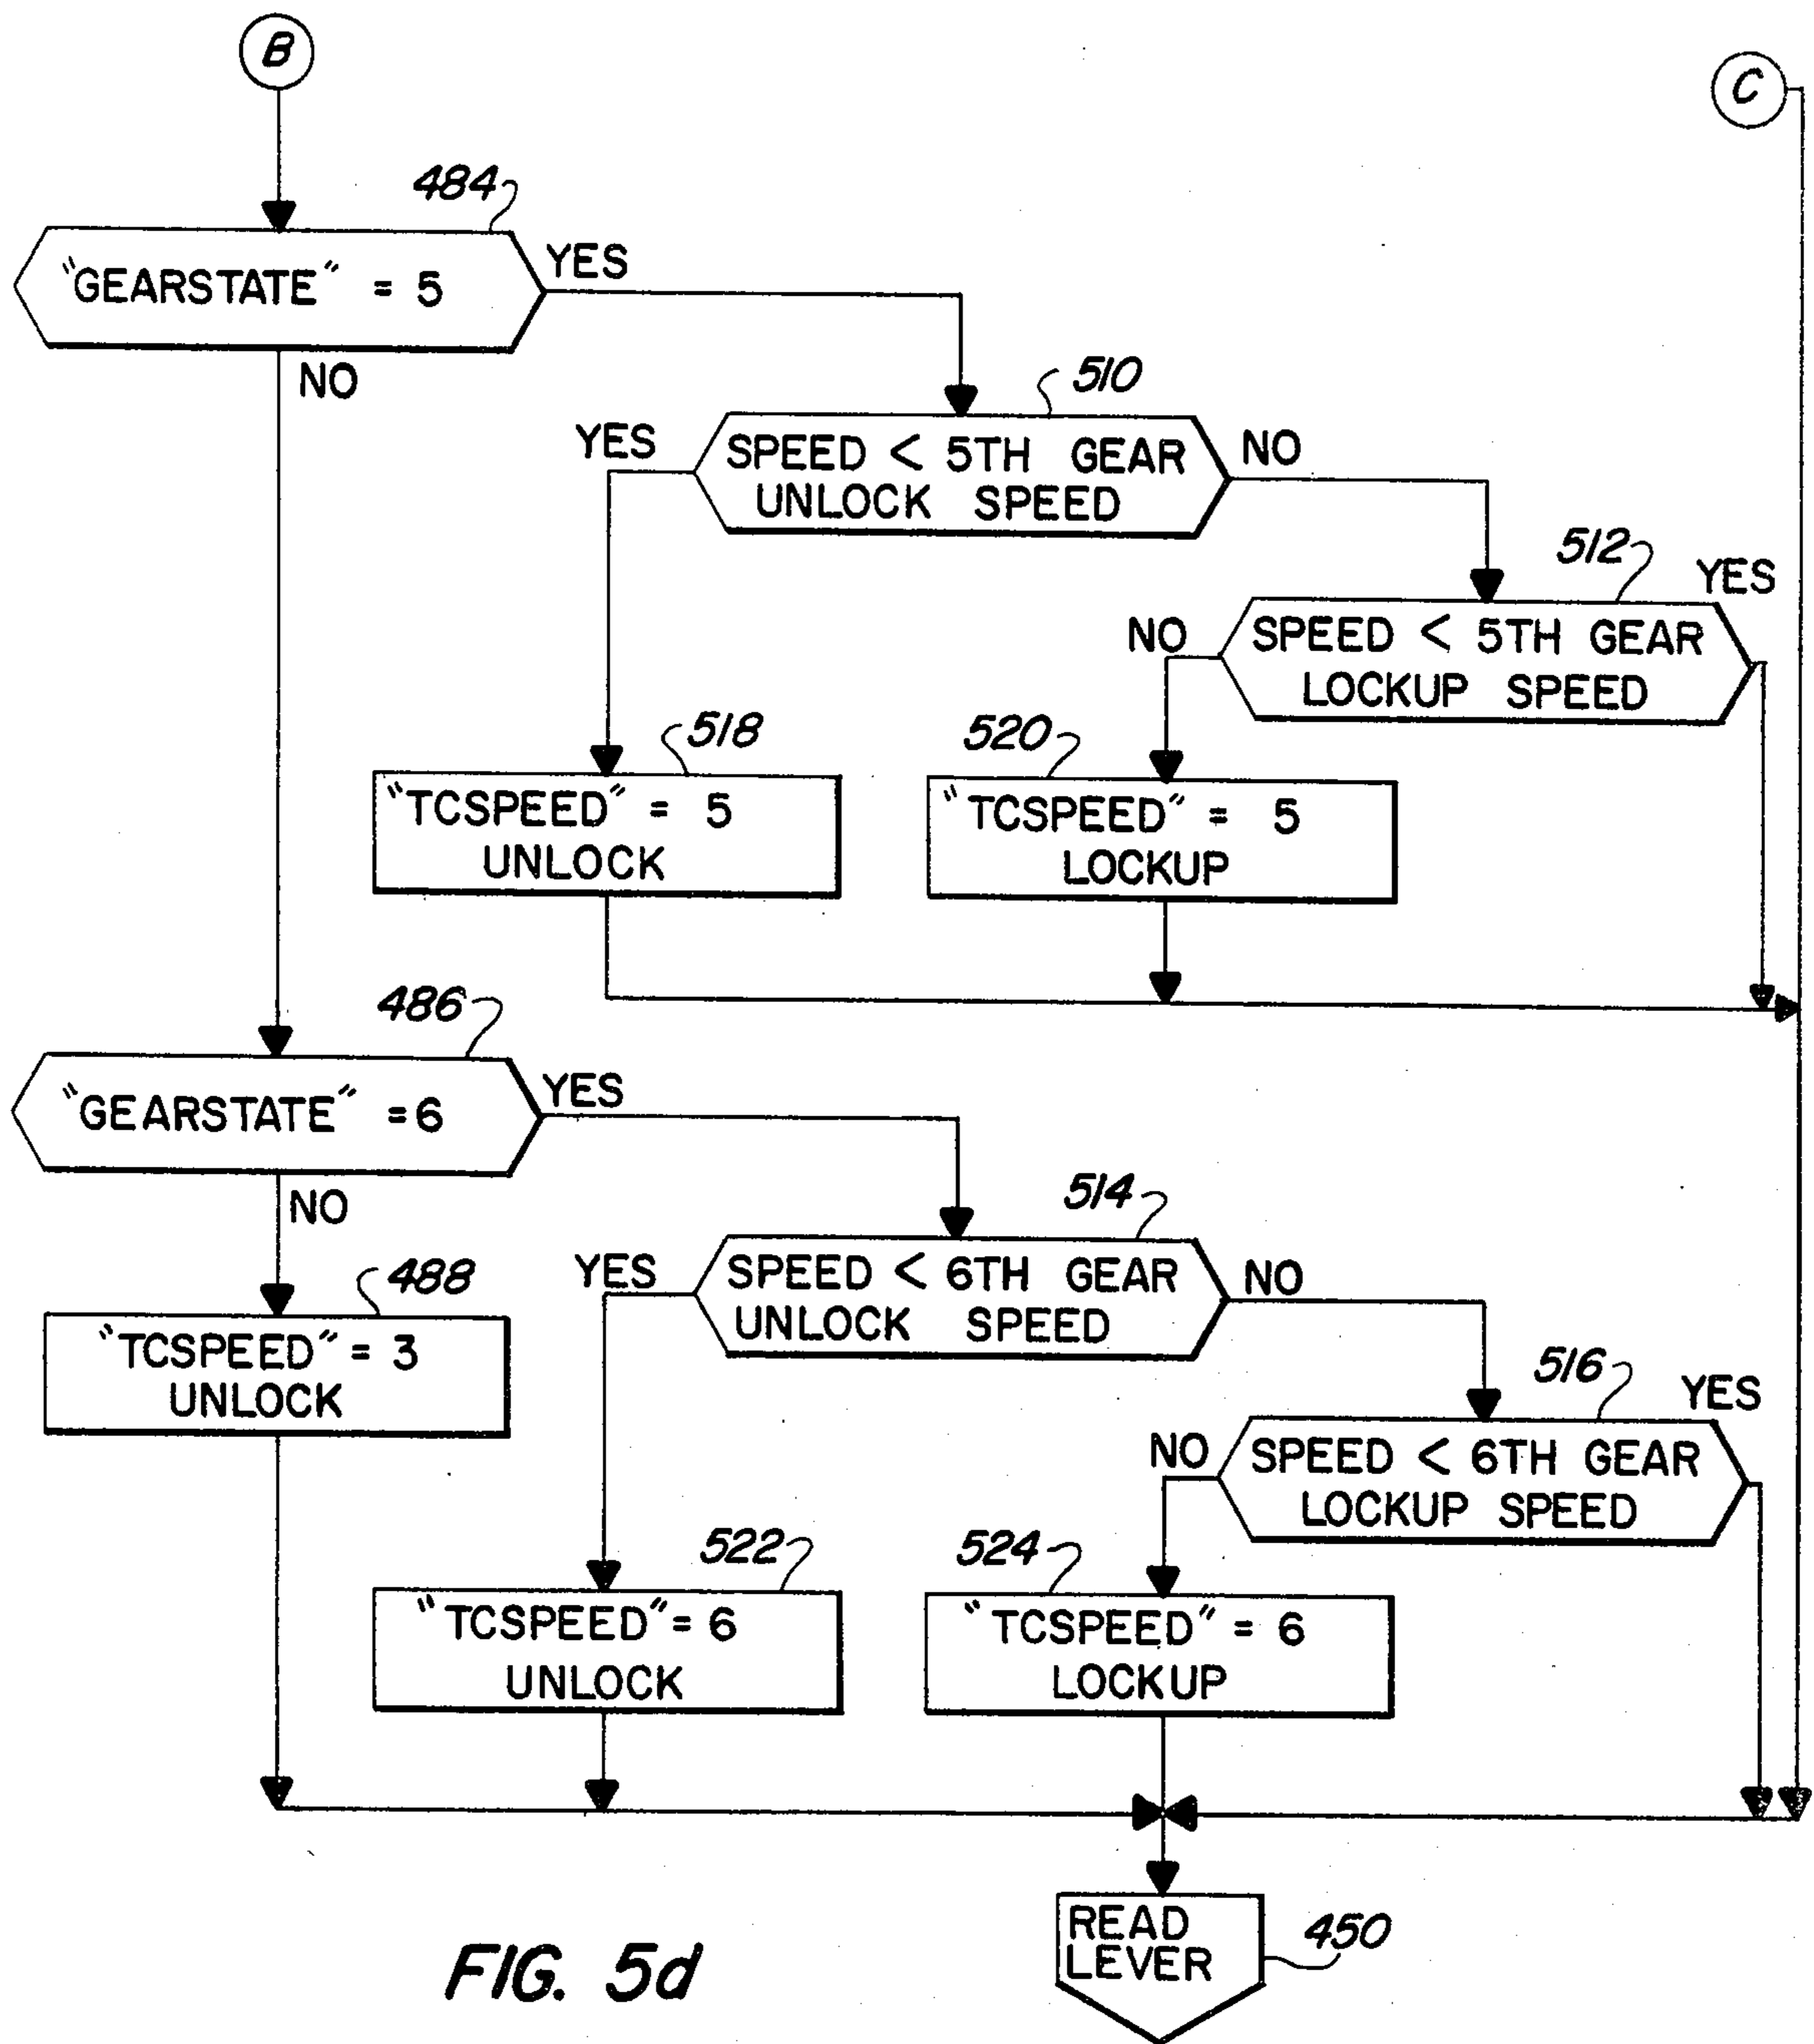 B
C
484
"GEARSTATE" = 5
YES
NO
510
YES
SPEED < 5TH GEAR
UNLOCK SPEED
NO
512
YES
NO
SPEED < 5TH GEAR
LOCKUP SPEED
518
"TCSPEED" = 5
UNLOCK
520
"TCSPEED" = 5
LOCKUP
486
"GEARSTATE" = 6
YES
NO
514
YES
SPEED < 6TH GEAR
UNLOCK SPEED
NO
488
"TCSPEED" = 3
UNLOCK
516
YES
NO
SPEED < 6TH GEAR
LOCKUP SPEED
522
"TCSPEED" = 6
UNLOCK
524
"TCSPEED" = 6
LOCKUP
READ
LEVER
450
FIG. 5d